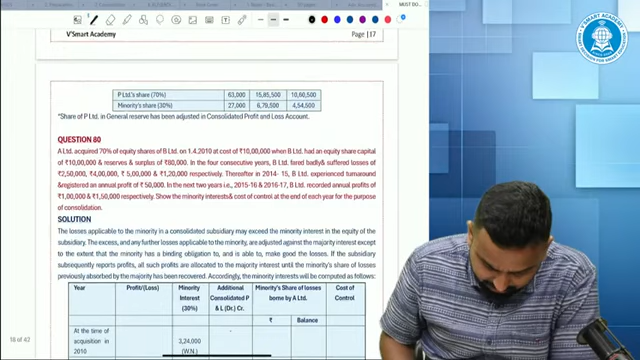 V'Smart Academy
Page |17
P Ltd.'s share (70%) 63,000 15,85,500 10,60,500
Minority's share (30%) 27,000 6,79,500 4,54,500
*Share of P Ltd. in General reserve has been adjusted in Consolidated Profit and Loss Account.
QUESTION 80
A Ltd. acquired 70% of equity shares of B Ltd. on 1.4.2010 at cost of ₹10,00,000 when B Ltd. had an equity share capital
of ₹10,00,000 & reserves & surplus of ₹80,000. In the four consecutive years, B Ltd. fared badly& suffered losses of
₹2,50,000, ₹4,00,000, ₹ 5,00,000 & ₹1,20,000 respectively. Thereafter in 2014- 15, B Ltd. experienced turnaround
&registered an annual profit of ₹ 50,000. In the next two years i.e., 2015-16 & 2016-17, B Ltd. recorded annual profits of
₹1,00,000 & ₹1,50,000 respectively. Show the minority interests& cost of control at the end of each year for the purpose
of consolidation.
SOLUTION
The losses applicable to the minority in a consolidated subsidiary may exceed the minority interest in the equity of the
subsidiary. The excess, and any further losses applicable to the minority, are adjusted against the majority interest except
to the extent that the minority has a binding obligation to, and is able to, make good the losses. If the subsidiary
subsequently reports profits, all such profits are allocated to the majority interest until the minority's share of losses
previously absorbed by the majority has been recovered. Accordingly, the minority interests will be computed as follows:
Year Profit/(Loss) Minority Interest (30%) Additional Consolidated P & L (Dr.) Cr. Minority's Share of losses borne by A Ltd. Cost of Control
₹ Balance
At the time of acquisition in 2010 3,24,000 (W.N.)
18 of 42
V'SMART ACADEMY